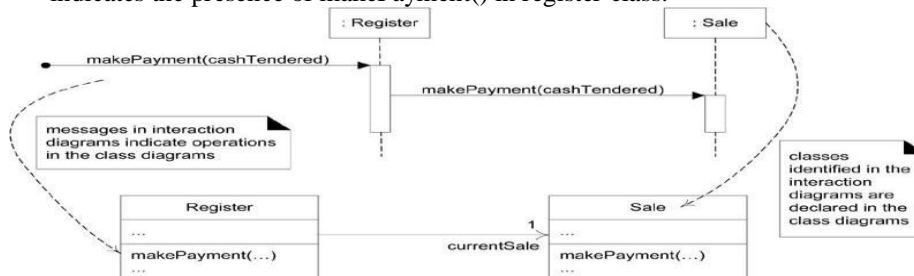 indicates the presence of makePayment() in register class.
: Register
: Sale
makePayment(cashTendered)
makePayment(cashTendered)
messages in interaction
diagrams indicate operations
in the class diagrams
classes
identified in the
interaction
diagrams are
declared in the
class diagrams
Register
...
makePayment(...)
...
1
currentSale
Sale
...
makePayment(...)
...